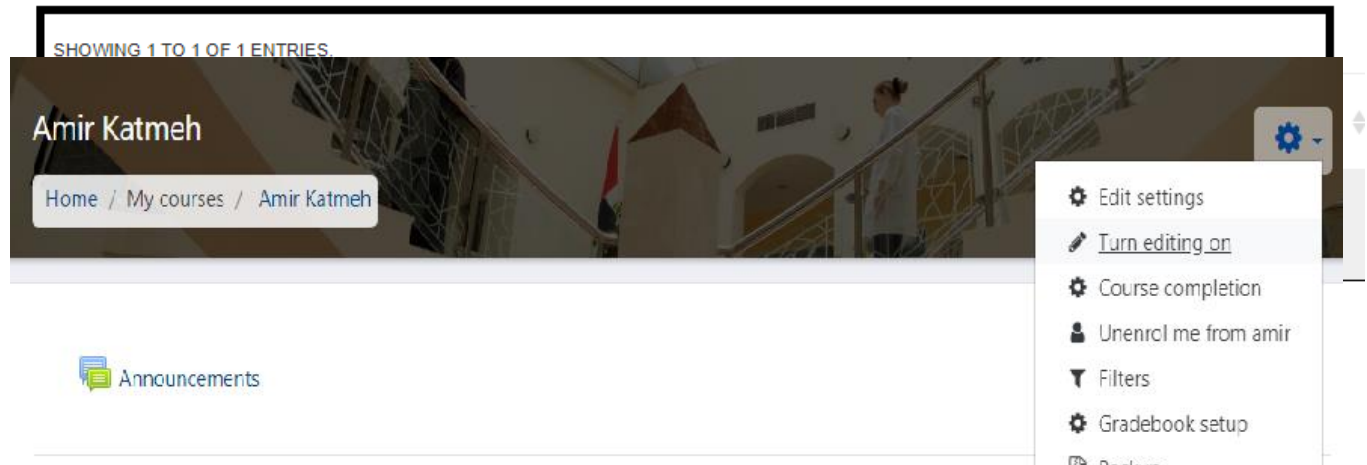 SHOWING 1 TO 1 OF 1 ENTRIES.
Amir Katmeh
Home / My courses / Amir Katmeh
Edit settings
Turn editing on
Course completion
Unenrol me from amir
Filters
Gradebook setup
Announcements